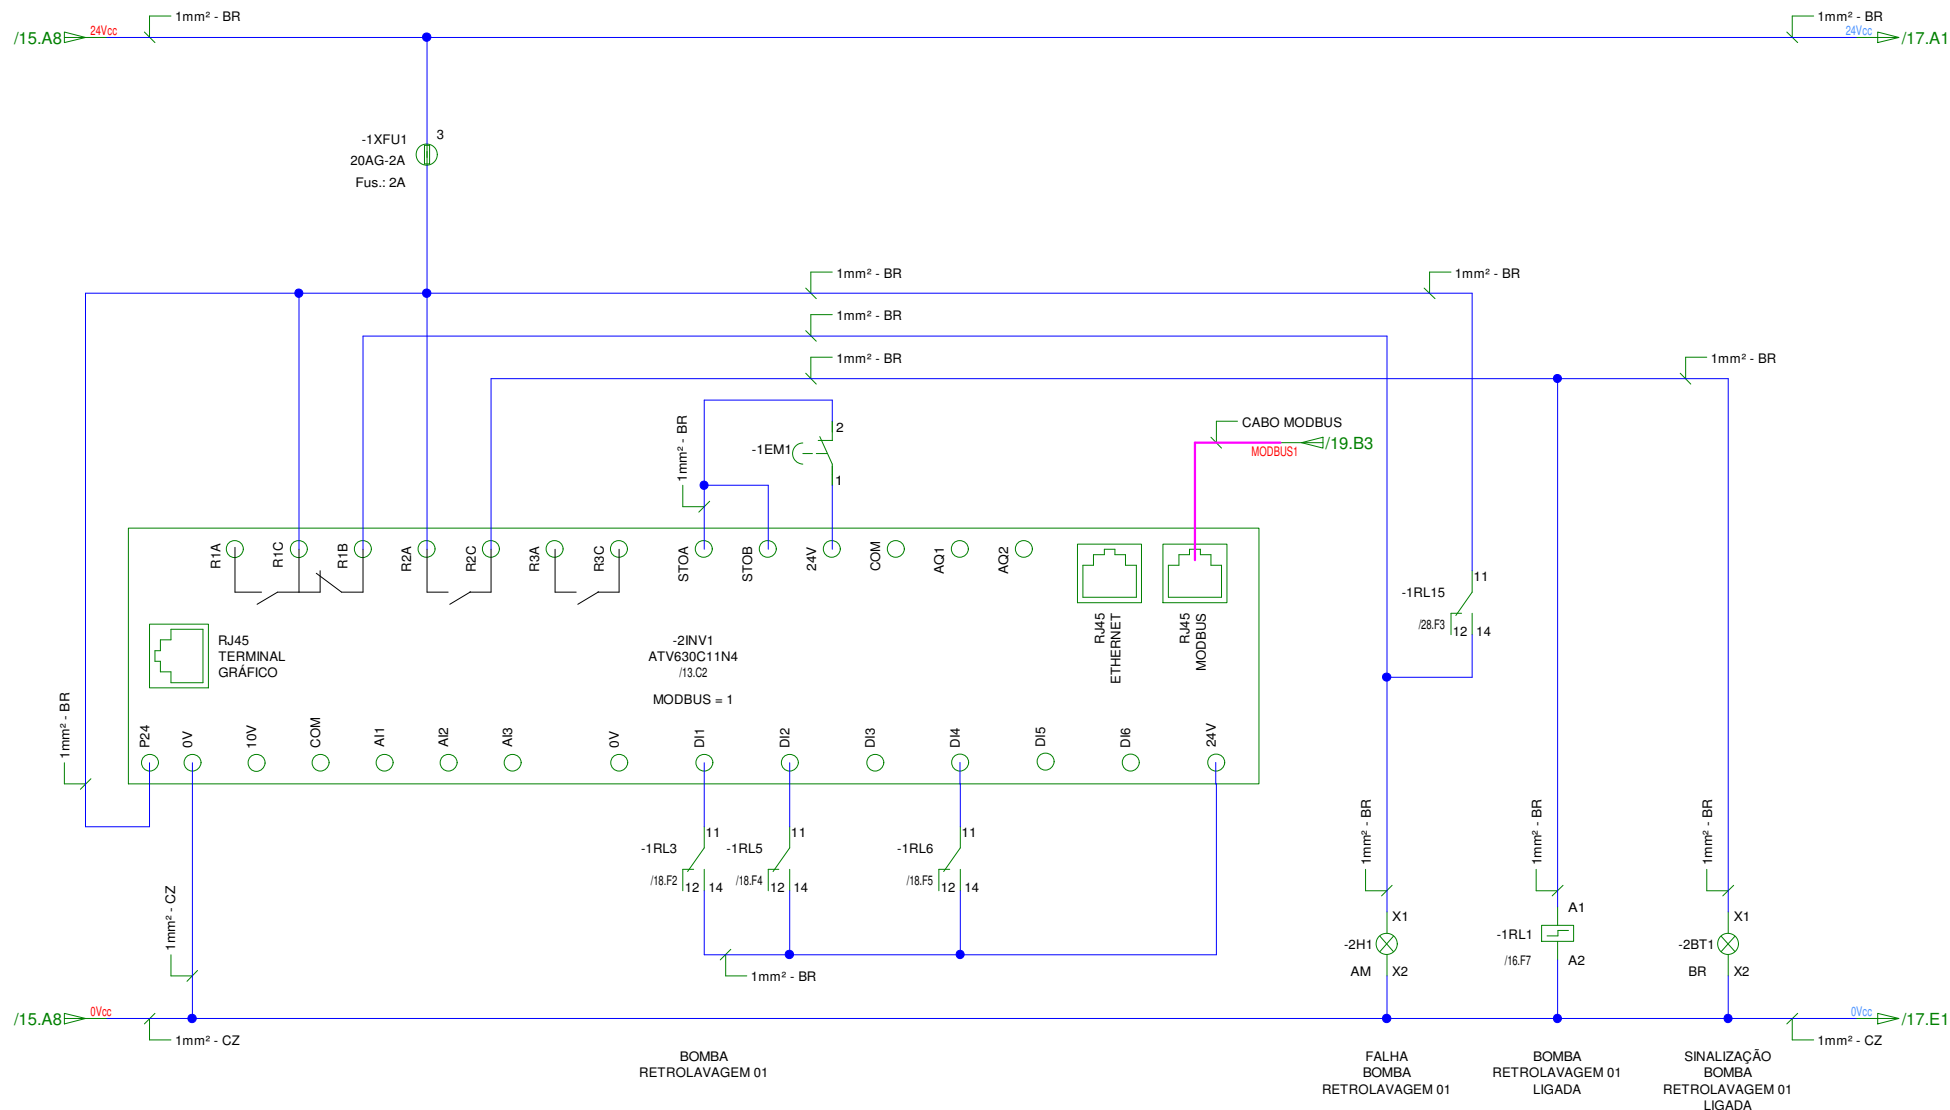 1mm² - BR
1mm² - BR
/15.A8
24Vcc
24Vcc
/17.A1
-1XFU1
3
20AG-2A
Fus.: 2A
1mm² - BR
1mm² - BR
1mm² - BR
1mm² - BR
1mm² - BR
1mm² - BR
-1EM1
2
1
CABO MODBUS
MODBUS1
/19.B3
R1A
R1C
R1B
R2A
R2C
R3A
R3C
STOA
STOB
24V
COM
AQ1
AQ2
RJ45
ETHERNET
RJ45
MODBUS
-1RL15
/28.F3
11
12
14
RJ45
TERMINAL
GRÁFICO
-2INV1
ATV630C11N4
/13.C2
MODBUS = 1
1mm² - BR
P24
0V
10V
COM
AI1
AI2
AI3
0V
DI1
DI2
DI3
DI4
DI5
DI6
24V
-1RL3
/18.F2
11
12
14
-1RL5
/18.F4
11
12
14
-1RL6
/18.F5
11
12
14
1mm² - BR
1mm² - BR
1mm² - BR
1mm² - CZ
1mm² - BR
-2H1
AM
X1
X2
-1RL1
/16.F7
A1
A2
-2BT1
BR
X1
X2
/15.A8
0Vcc
0Vcc
/17.E1
1mm² - CZ
1mm² - CZ
BOMBA
RETROLAVAGEM 01
FALHA
BOMBA
RETROLAVAGEM 01
BOMBA
RETROLAVAGEM 01
LIGADA
SINALIZAÇÃO
BOMBA
RETROLAVAGEM 01
LIGADA